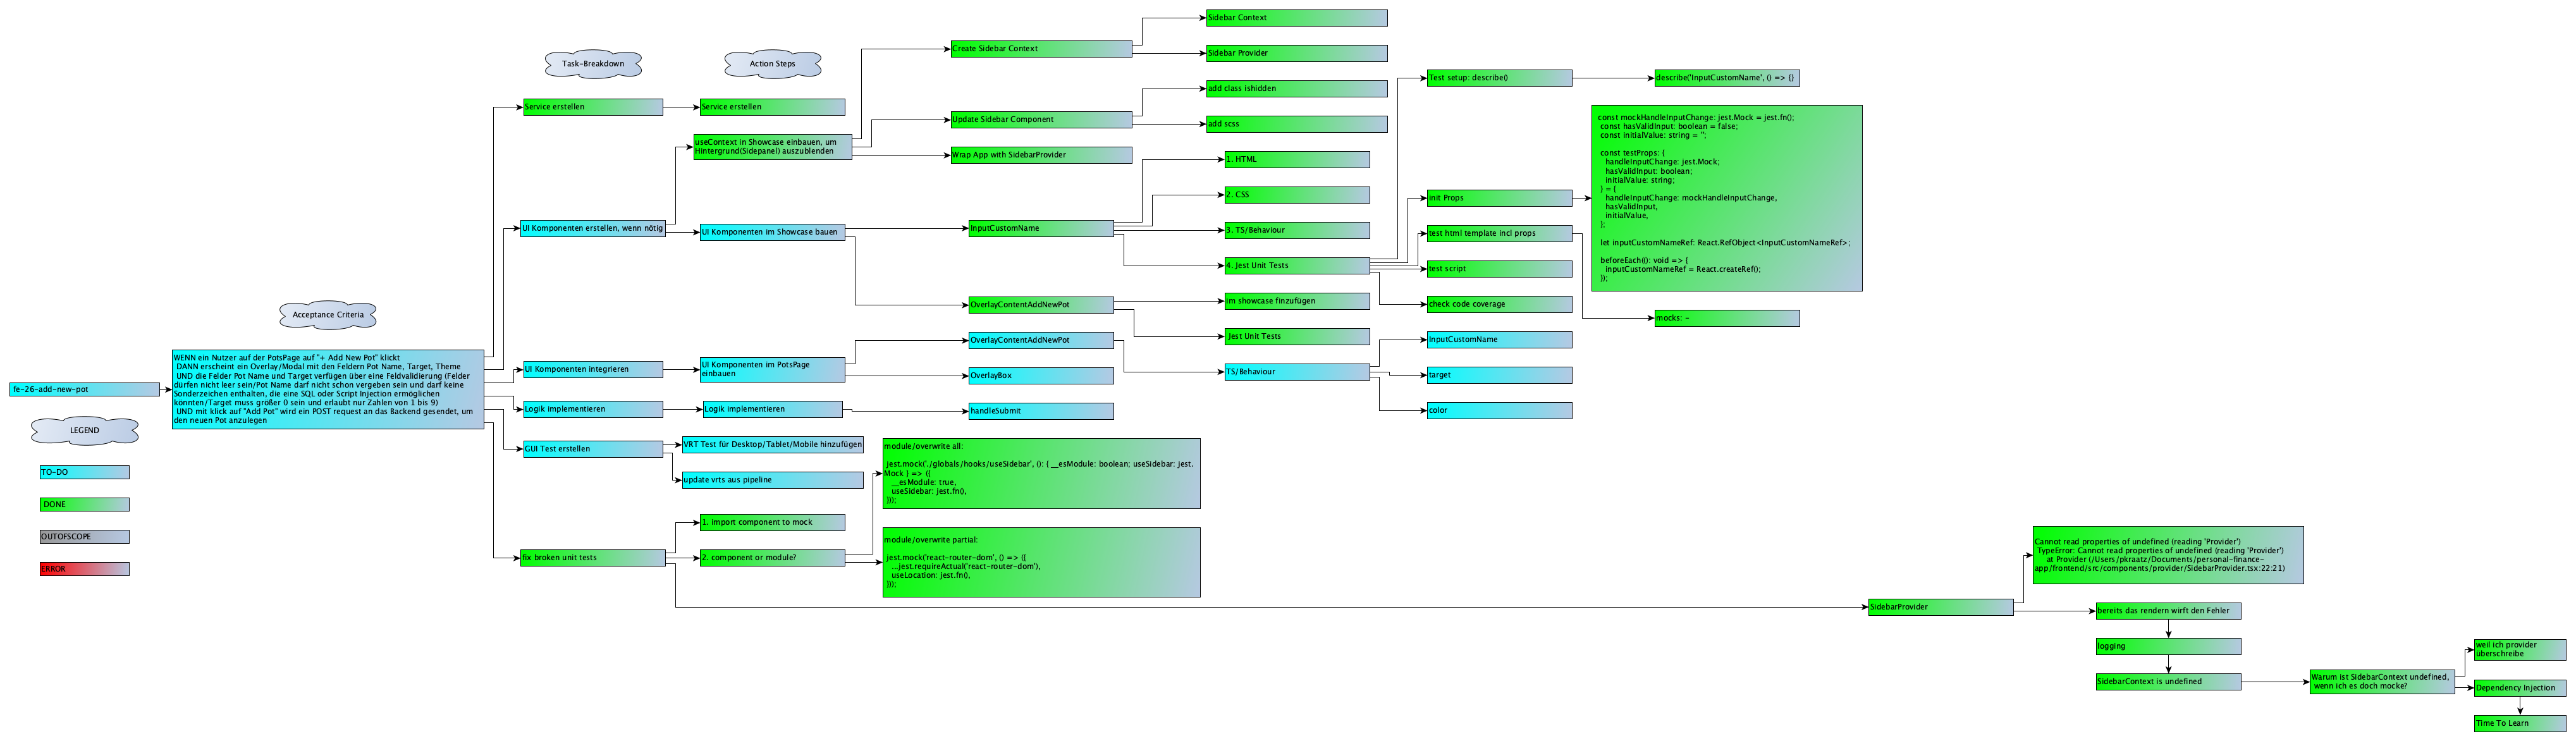 fe-26-add-new-pot
LEGEND
TO-DO
DONE
OUTOFSCOPE
ERROR
Acceptance Criteria
WENN ein Nutzer auf der PotsPage auf "+ Add New Pot" klickt
DANN erscheint ein Overlay/Modal mit den Feldern Pot Name, Target, Theme
UND die Felder Pot Name und Target verfügen über eine Feldvalidierung (Felder
dürfen nicht leer sein/Pot Name darf nicht schon vergeben sein und darf keine
Sonderzeichen enthalten, die eine SQL oder Script Injection ermöglichen
könnten/Target muss größer 0 sein und erlaubt nur Zahlen von 1 bis 9)
UND mit klick auf "Add Pot" wird ein POST request an das Backend gesendet, um
den neuen Pot anzulegen
Task-Breakdown
Service erstellen
UI Komponenten erstellen, wenn nötig
UI Komponenten integrieren
Logik implementieren
GUI Test erstellen
fix broken unit tests
Action Steps
Service erstellen
useContext in Showcase einbauen, um
Hintergrund(Sidepanel) auszublenden
UI Komponenten im Showcase bauen
UI Komponenten im PotsPage
einbauen
Logik implementieren
VRT Test für Desktop/Tablet/Mobile hinzufügen
update vrts aus pipeline
1. import component to mock
2. component or module?
Create Sidebar Context
Update Sidebar Component
Wrap App with SidebarProvider
InputCustomName
OverlayContentAddNewPot
OverlayContentAddNewPot
OverlayBox
handleSubmit
module/overwrite all:
jest.mock('./globals/hooks/useSidebar', (): { __esModule: boolean; useSidebar: jest.
Mock } => ({
__esModule: true,
useSidebar: jest.fn(),
}));
module/overwrite partial:
jest.mock('react-router-dom', () => ({
...jest.requireActual('react-router-dom'),
useLocation: jest.fn(),
}));
Sidebar Context
Sidebar Provider
add class ishidden
add scss
1. HTML
2. CSS
3. TS/Behaviour
4. Jest Unit Tests
im showcase finzufügen
Jest Unit Tests
TS/Behaviour
Test setup: describe()
init Props
test html template incl props
test script
check code coverage
InputCustomName
target
color
describe('InputCustomName', () => {}
const mockHandleInputChange: jest.Mock = jest.fn();
const hasValidInput: boolean = false;
const initialValue: string = '';
const testProps: {
handleInputChange: jest.Mock;
hasValidInput: boolean;
initialValue: string;
} = {
handleInputChange: mockHandleInputChange,
hasValidInput,
initialValue,
};
let inputCustomNameRef: React.RefObject<InputCustomNameRef>;
beforeEach((): void => {
inputCustomNameRef = React.createRef();
});
mocks: -
SidebarProvider
Cannot read properties of undefined (reading 'Provider')
TypeError: Cannot read properties of undefined (reading 'Provider')
at Provider (/Users/pkraatz/Documents/personal-finance-
app/frontend/src/components/provider/SidebarProvider.tsx:22:21)
bereits das rendern wirft den Fehler
logging
SidebarContext is undefined
Warum ist SidebarContext undefined,
wenn ich es doch mocke?
weil ich provider
überschreibe
Dependency Injection
Time To Learn